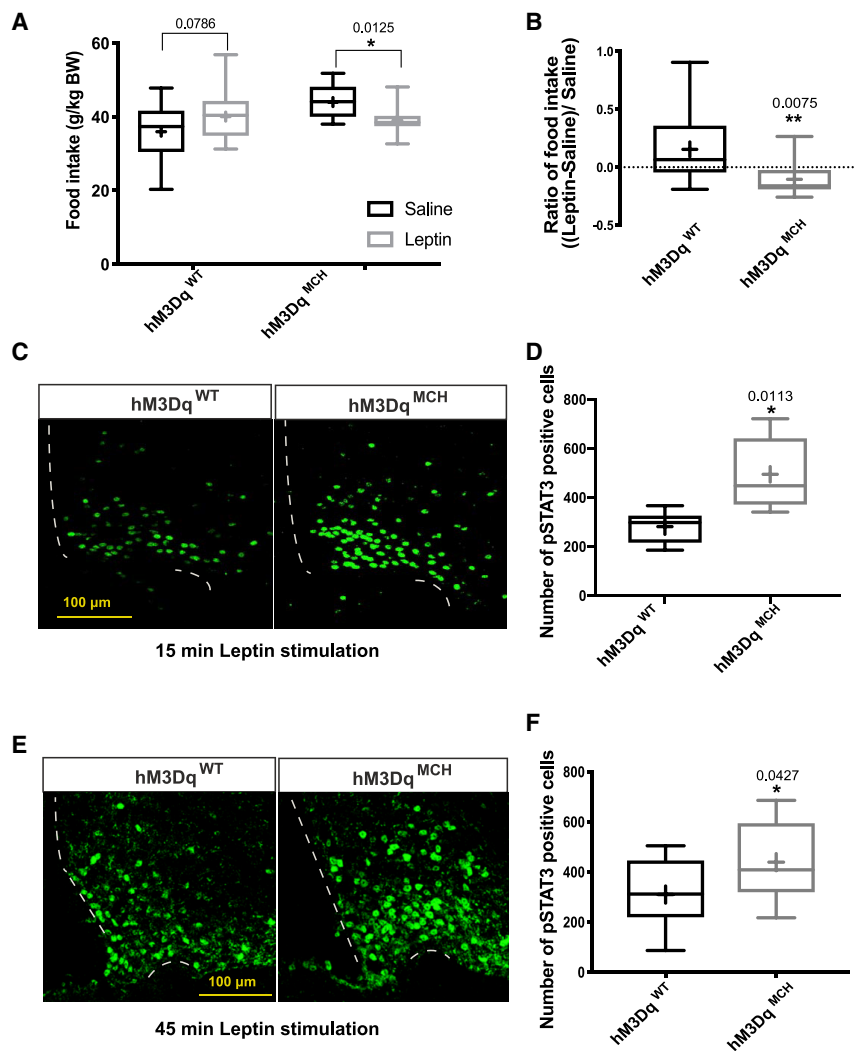 A
0.0786
0.0125
*
Food intake (g/kg BW)
60
40
20
0
Saline
Leptin
hM3Dq WT
hM3Dq MCH
B
Ratio of food intake
((Leptin-Saline)/ Saline)
1.0
0.5
0.0
-0.5
0.0075
**
hM3Dq WT
hM3Dq MCH
C
hM3Dq WT
hM3Dq MCH
100 µm
15 min Leptin stimulation
D
Number of pSTAT3 positive cells
800
600
400
200
0
0.0113
*
hM3Dq WT
hM3Dq MCH
E
hM3Dq WT
hM3Dq MCH
100 µm
45 min Leptin stimulation
F
Number of pSTAT3 positive cells
800
600
400
200
0
0.0427
*
hM3Dq WT
hM3Dq MCH